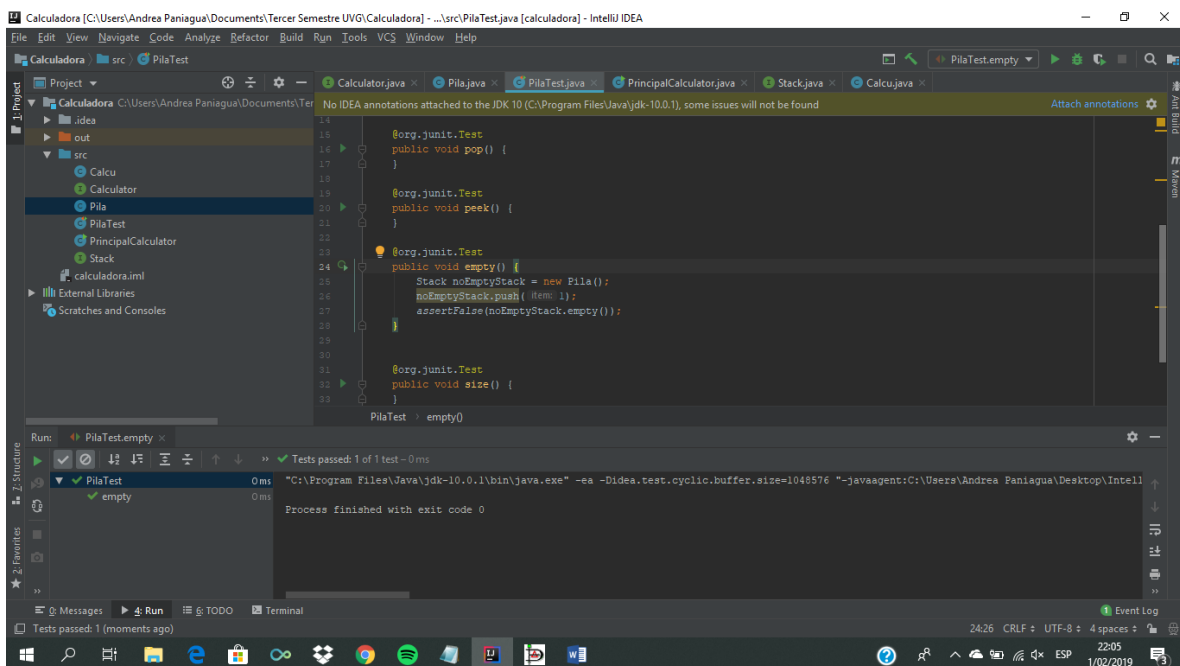 Calculadora [C:\Users\Andrea Paniagua\Documents\Tercer Semestre UVG\Calculadora] - ...\src\PilaTest.java [calculadora] - IntelliJ IDEA
File Edit View Navigate Code Analyze Refactor Build Run Tools VCS Window Help
Calculadora src PilaTest
PilaTest.empty
1: Project
Project
Calculator.java Pila.java PilaTest.java PrincipalCalculator.java Stack.java Calcu.java
Calculadora C:\Users\Andrea Paniagua\Documents\Ter
No IDEA annotations attached to the JDK 10 (C:\Program Files\Java\jdk-10.0.1), some issues will not be found Attach annotations
Ant Build
Maven
.idea
out
src
Calcu
Calculator
Pila
PilaTest
PrincipalCalculator
Stack
calculadora.iml
External Libraries
Scratches and Consoles
14
15 @org.junit.Test
16 public void pop() {
17 }
18
19 @org.junit.Test
20 public void peek() {
21 }
22
23 @org.junit.Test
24 public void empty() {
25 Stack noEmptyStack = new Pila();
26 noEmptyStack.push( item: 1);
27 assertFalse(noEmptyStack.empty());
28 }
29
30
31 @org.junit.Test
32 public void size() {
33 }
PilaTest > empty()
Run: PilaTest.empty
Tests passed: 1 of 1 test – 0 ms
PilaTest 0 ms
empty 0 ms
"C:\Program Files\Java\jdk-10.0.1\bin\java.exe" -ea -Didea.test.cyclic.buffer.size=1048576 "-javaagent:C:\Users\Andrea Paniagua\Desktop\Intell
Process finished with exit code 0
Z: Structure
2: Favorites
0: Messages 4: Run 6: TODO Terminal
1 Event Log
Tests passed: 1 (moments ago)
24:26 CRLF UTF-8 4 spaces
ESP
22:05
1/02/2019
3